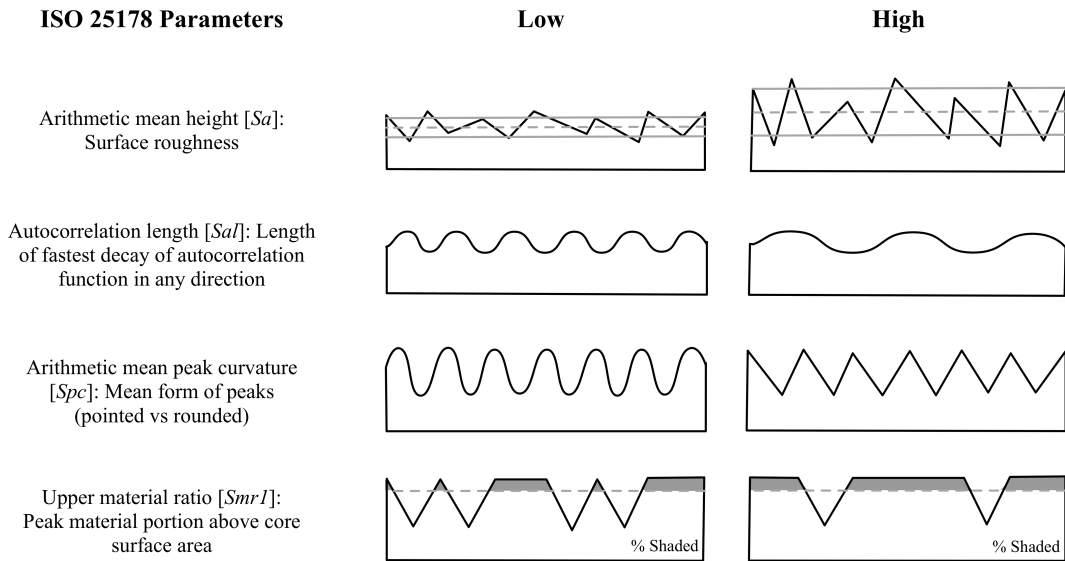 ISO 25178 Parameters
Low
High
Arithmetic mean height [Sa]:
Surface roughness
Autocorrelation length [Sal]: Length
of fastest decay of autocorrelation
function in any direction
Arithmetic mean peak curvature
[Spc]: Mean form of peaks
(pointed vs rounded)
Upper material ratio [Smr1]:
Peak material portion above core
surface area
% Shaded
% Shaded